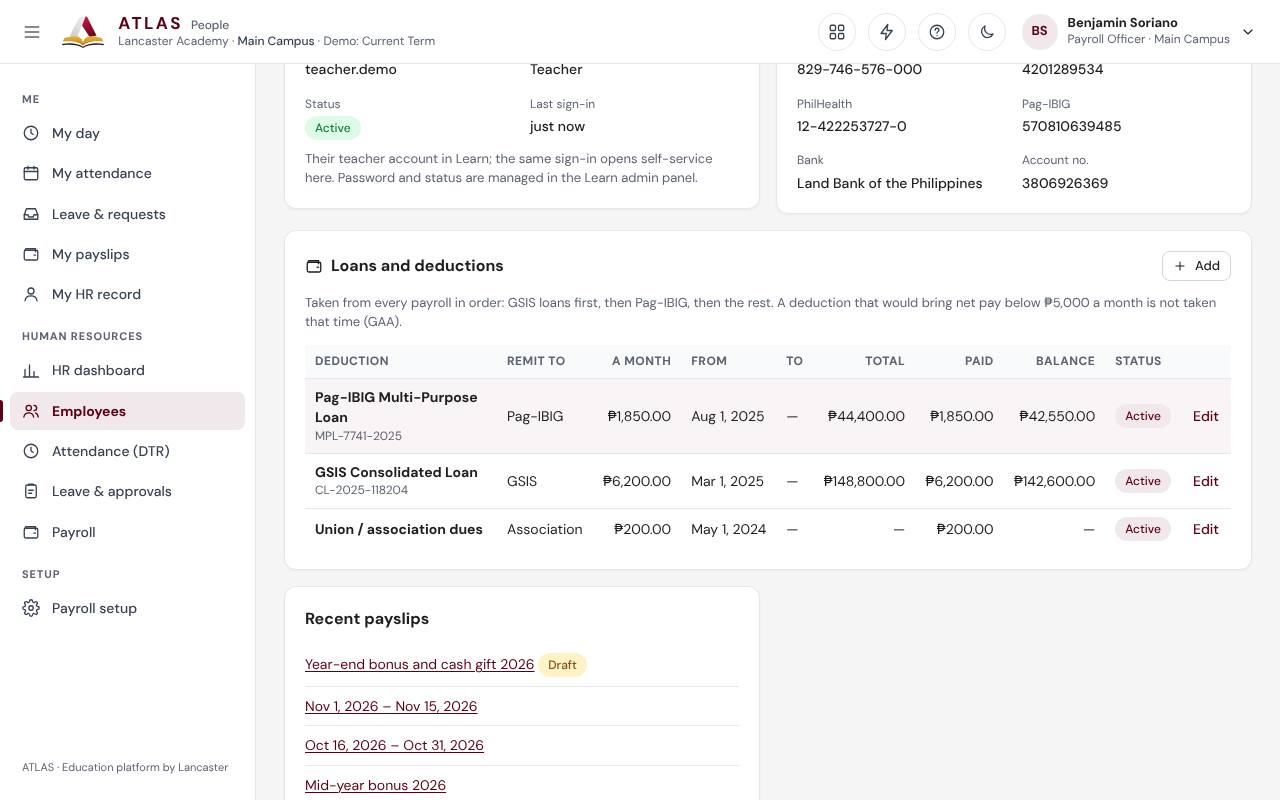 ATLAS People
Lancaster Academy · Main Campus · Demo: Current Term
BS
Benjamin Soriano
Payroll Officer · Main Campus
ME
My day
My attendance
Leave & requests
My payslips
My HR record
HUMAN RESOURCES
HR dashboard
Employees
Attendance (DTR)
Leave & approvals
Payroll
SETUP
Payroll setup
ATLAS · Education platform by Lancaster
teacher.demo Teacher
Status Last sign-in
Active just now
Their teacher account in Learn; the same sign-in opens self-service
here. Password and status are managed in the Learn admin panel.
829-746-576-000 4201289534
PhilHealth Pag-IBIG
12-422253727-0 570810639485
Bank Account no.
Land Bank of the Philippines 3806926369
Loans and deductions
+ Add
Taken from every payroll in order: GSIS loans first, then Pag-IBIG, then the rest. A deduction that would bring net pay below ₱5,000 a month is not taken
that time (GAA).
DEDUCTION REMIT TO A MONTH FROM TO TOTAL PAID BALANCE STATUS
Pag-IBIG Multi-Purpose
Loan
MPL-7741-2025
Pag-IBIG ₱1,850.00 Aug 1, 2025 — ₱44,400.00 ₱1,850.00 ₱42,550.00 Active Edit
GSIS Consolidated Loan
CL-2025-118204
GSIS ₱6,200.00 Mar 1, 2025 — ₱148,800.00 ₱6,200.00 ₱142,600.00 Active Edit
Union / association dues Association ₱200.00 May 1, 2024 — — ₱200.00 — Active Edit
Recent payslips
Year-end bonus and cash gift 2026 Draft
Nov 1, 2026 – Nov 15, 2026
Oct 16, 2026 – Oct 31, 2026
Mid-year bonus 2026